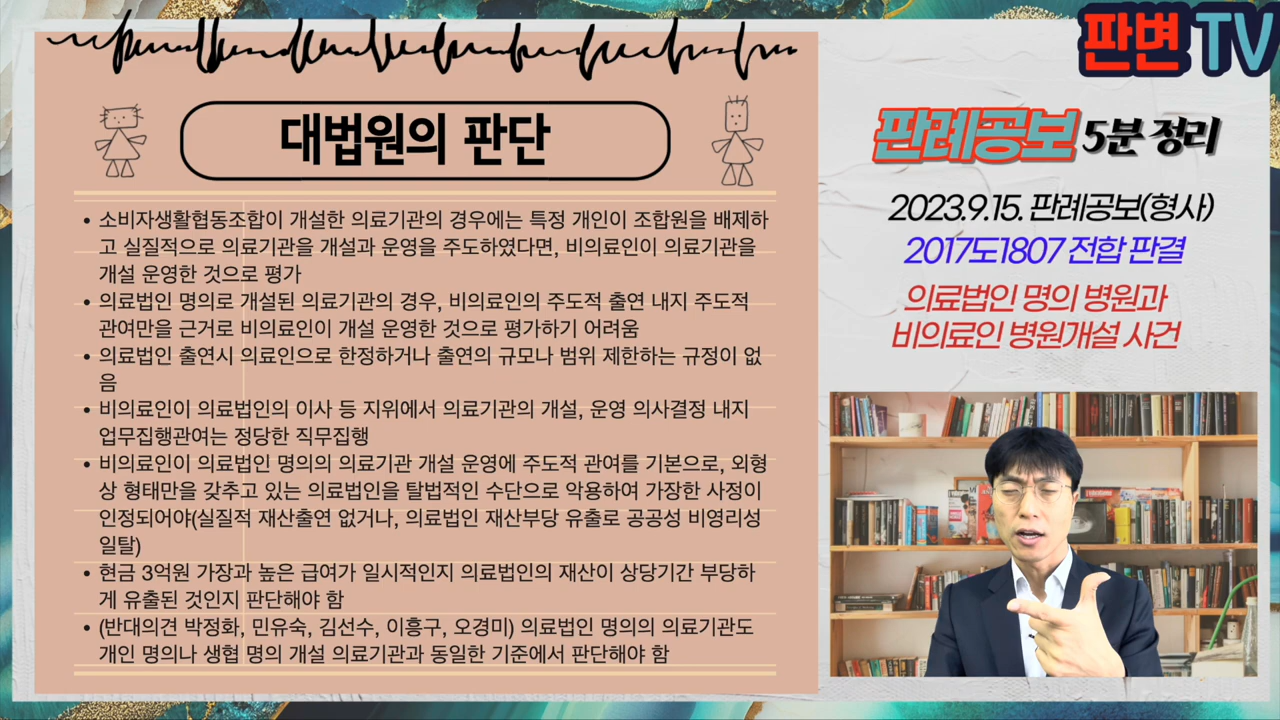 판변 TV
대법원의 판단
• 소비자생활협동조합이 개설한 의료기관의 경우에는 특정 개인이 조합원을 배제하
고 실질적으로 의료기관을 개설과 운영을 주도하였다면, 비의료인이 의료기관을
개설 운영한 것으로 평가
• 의료법인 명의로 개설된 의료기관의 경우, 비의료인의 주도적 출연 내지 주도적
관여만을 근거로 비의료인이 개설 운영한 것으로 평가하기 어려움
• 의료법인 출연시 의료인으로 한정하거나 출연의 규모나 범위 제한하는 규정이 없
음
• 비의료인이 의료법인의 이사 등 지위에서 의료기관의 개설, 운영 의사결정 내지
업무집행관여는 정당한 직무집행
• 비의료인이 의료법인 명의의 의료기관 개설 운영에 주도적 관여를 기본으로, 외형
상 형태만을 갖추고 있는 의료법인을 탈법적인 수단으로 악용하여 가장한 사정이
인정되어야(실질적 재산출연 없거나, 의료법인 재산부당 유출로 공공성 비영리성
일탈)
• 현금 3억원 가장과 높은 급여가 일시적인지 의료법인의 재산이 상당기간 부당하
게 유출된 것인지 판단해야 함
• (반대의견 박정화, 민유숙, 김선수, 이흥구, 오경미) 의료법인 명의의 의료기관도
개인 명의나 생협 명의 개설 의료기관과 동일한 기준에서 판단해야 함
판례공보 5분 정리
2023.9.15. 판례공보(형사)
2017도1807 전합 판결
의료법인 명의 병원과
비의료인 병원개설 사건